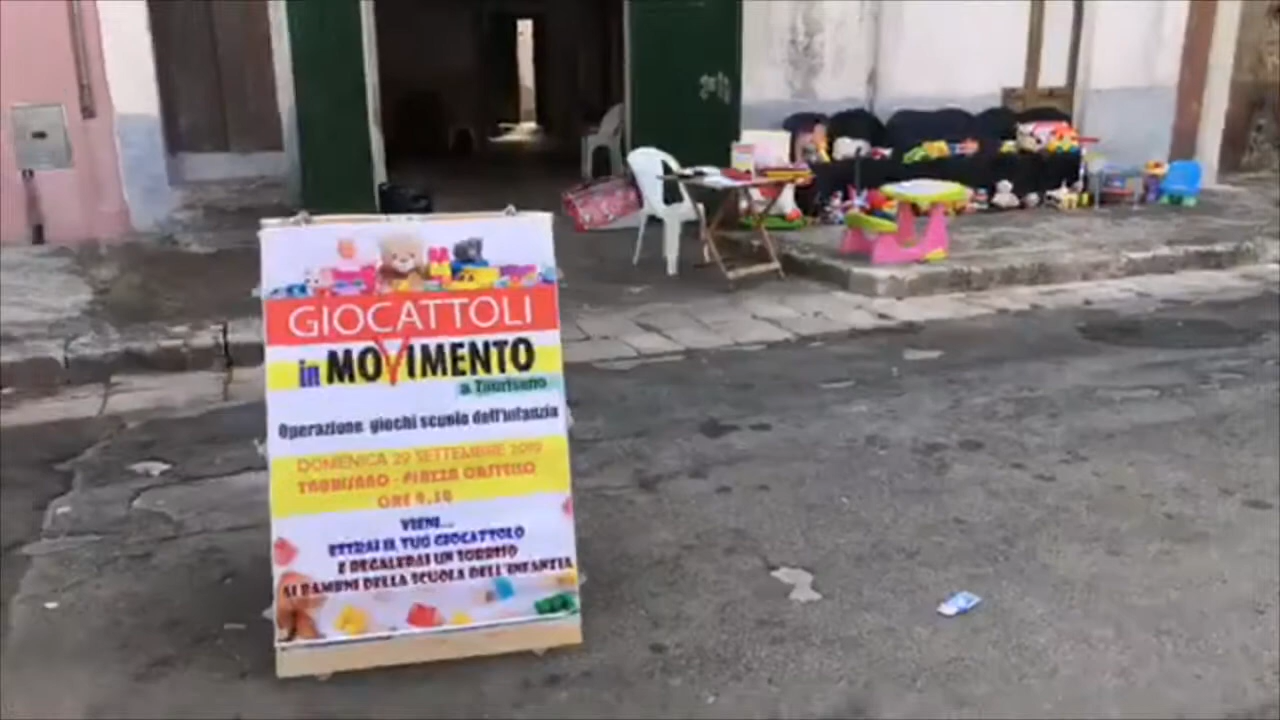 GIOCATTOLI
in MOVIMENTO
a Taurisano
Operazione giochi scuola dell'infanzia
DOMENICA 29 SETTEMBRE 2019
TAURISANO - PIAZZA CASTELLO
ORE 9,30
VIENI...
ESTRAI IL TUO GIOCATTOLO
E REGALERAI UN SORRISO
AI BAMBINI DELLA SCUOLA DELL'INFANZIA